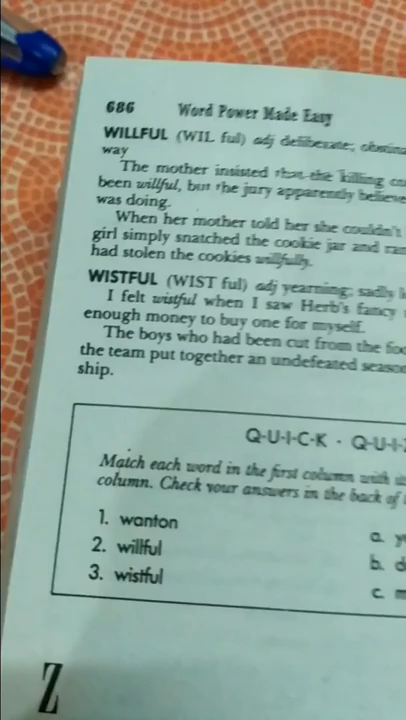 686 Word Power Made Easy
WILLFUL (WIL ful) adj deliberate;
way
The mother insisted that the killing
been willful, but the jury apparently
was doing.
When her mother told her she couldn't
girl simply snatched the cookie jar and
had stolen the cookies willfully.
WISTFUL (WIST ful) adj yearning; sadly
I felt wistful when I saw Herb's fancy
enough money to buy one for myself.
The boys who had been cut from the
the team put together an undefeated
ship.
Q-U-I-C-K · Q-U-I-
Match each word in the first column with
column. Check your answers in the back of
1. wanton
a.
2. willful
b.
3. wistful
c.
Z